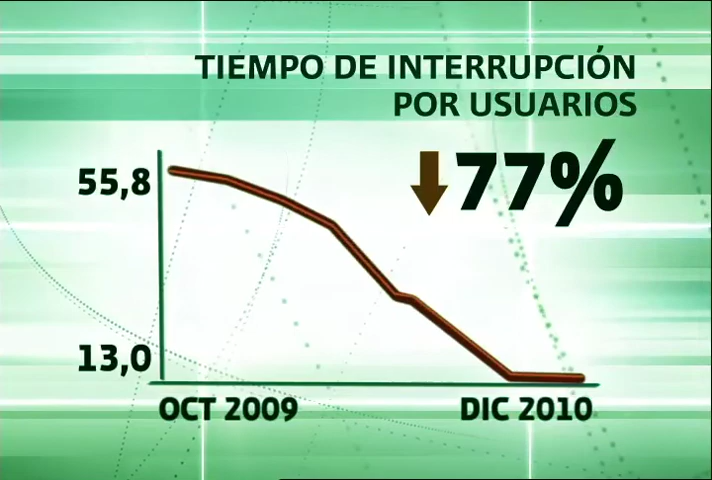 TIEMPO DE INTERRUPCIÓN
POR USUARIOS
77%
55,8
13,0
OCT 2009
DIC 2010